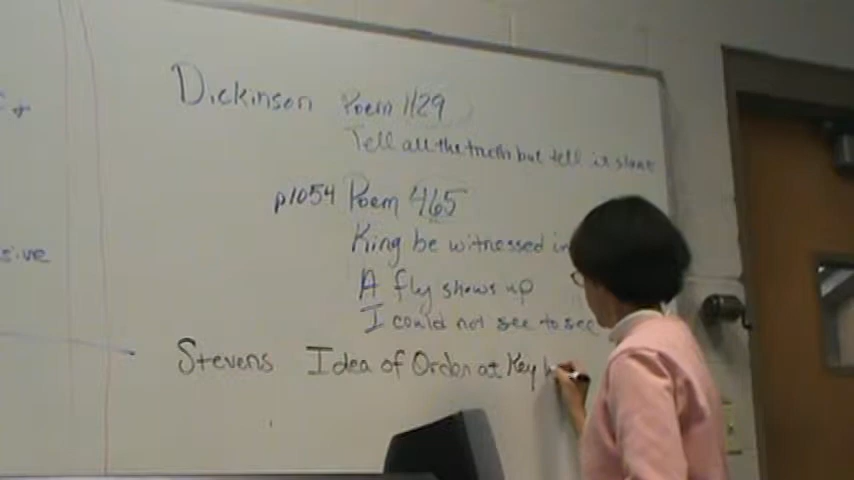 Dickinson Poem 1129
Tell all the truth but tell it slant
p1054 Poem 465
King be witnessed in
A fly shows up
I could not see to see
sive
Stevens Idea of Order at Key W